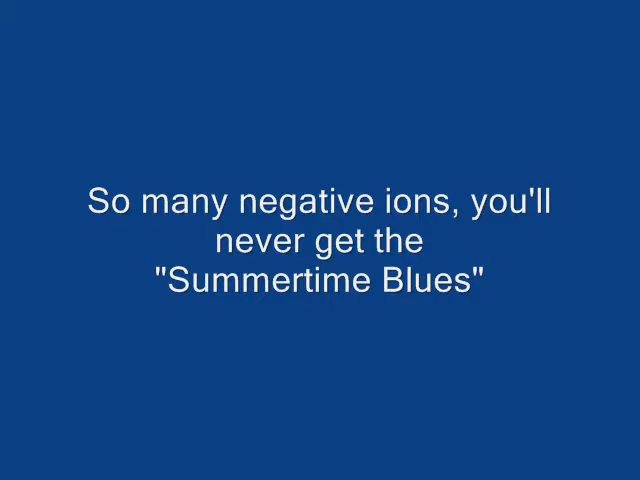 So many negative ions, you'll
never get the
"Summertime Blues"